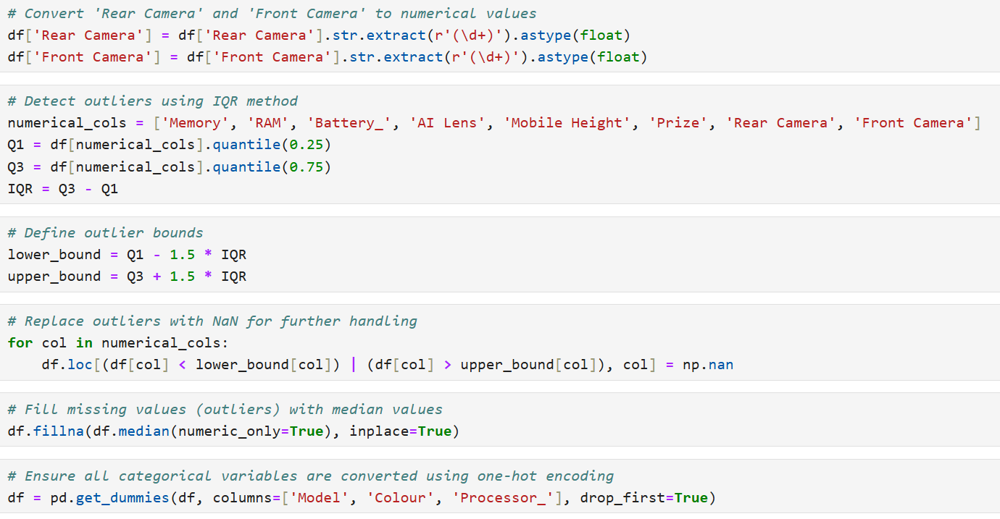 # Convert 'Rear Camera' and 'Front Camera' to numerical values
df['Rear Camera'] = df['Rear Camera'].str.extract(r'(\d+)').astype(float)
df['Front Camera'] = df['Front Camera'].str.extract(r'(\d+)').astype(float)
# Detect outliers using IQR method
numerical_cols = ['Memory', 'RAM', 'Battery_', 'AI Lens', 'Mobile Height', 'Prize', 'Rear Camera', 'Front Camera']
Q1 = df[numerical_cols].quantile(0.25)
Q3 = df[numerical_cols].quantile(0.75)
IQR = Q3 - Q1
# Define outlier bounds
lower_bound = Q1 - 1.5 * IQR
upper_bound = Q3 + 1.5 * IQR
# Replace outliers with NaN for further handling
for col in numerical_cols:
    df.loc[(df[col] < lower_bound[col]) | (df[col] > upper_bound[col]), col] = np.nan
# Fill missing values (outliers) with median values
df.fillna(df.median(numeric_only=True), inplace=True)
# Ensure all categorical variables are converted using one-hot encoding
df = pd.get_dummies(df, columns=['Model', 'Colour', 'Processor_'], drop_first=True)